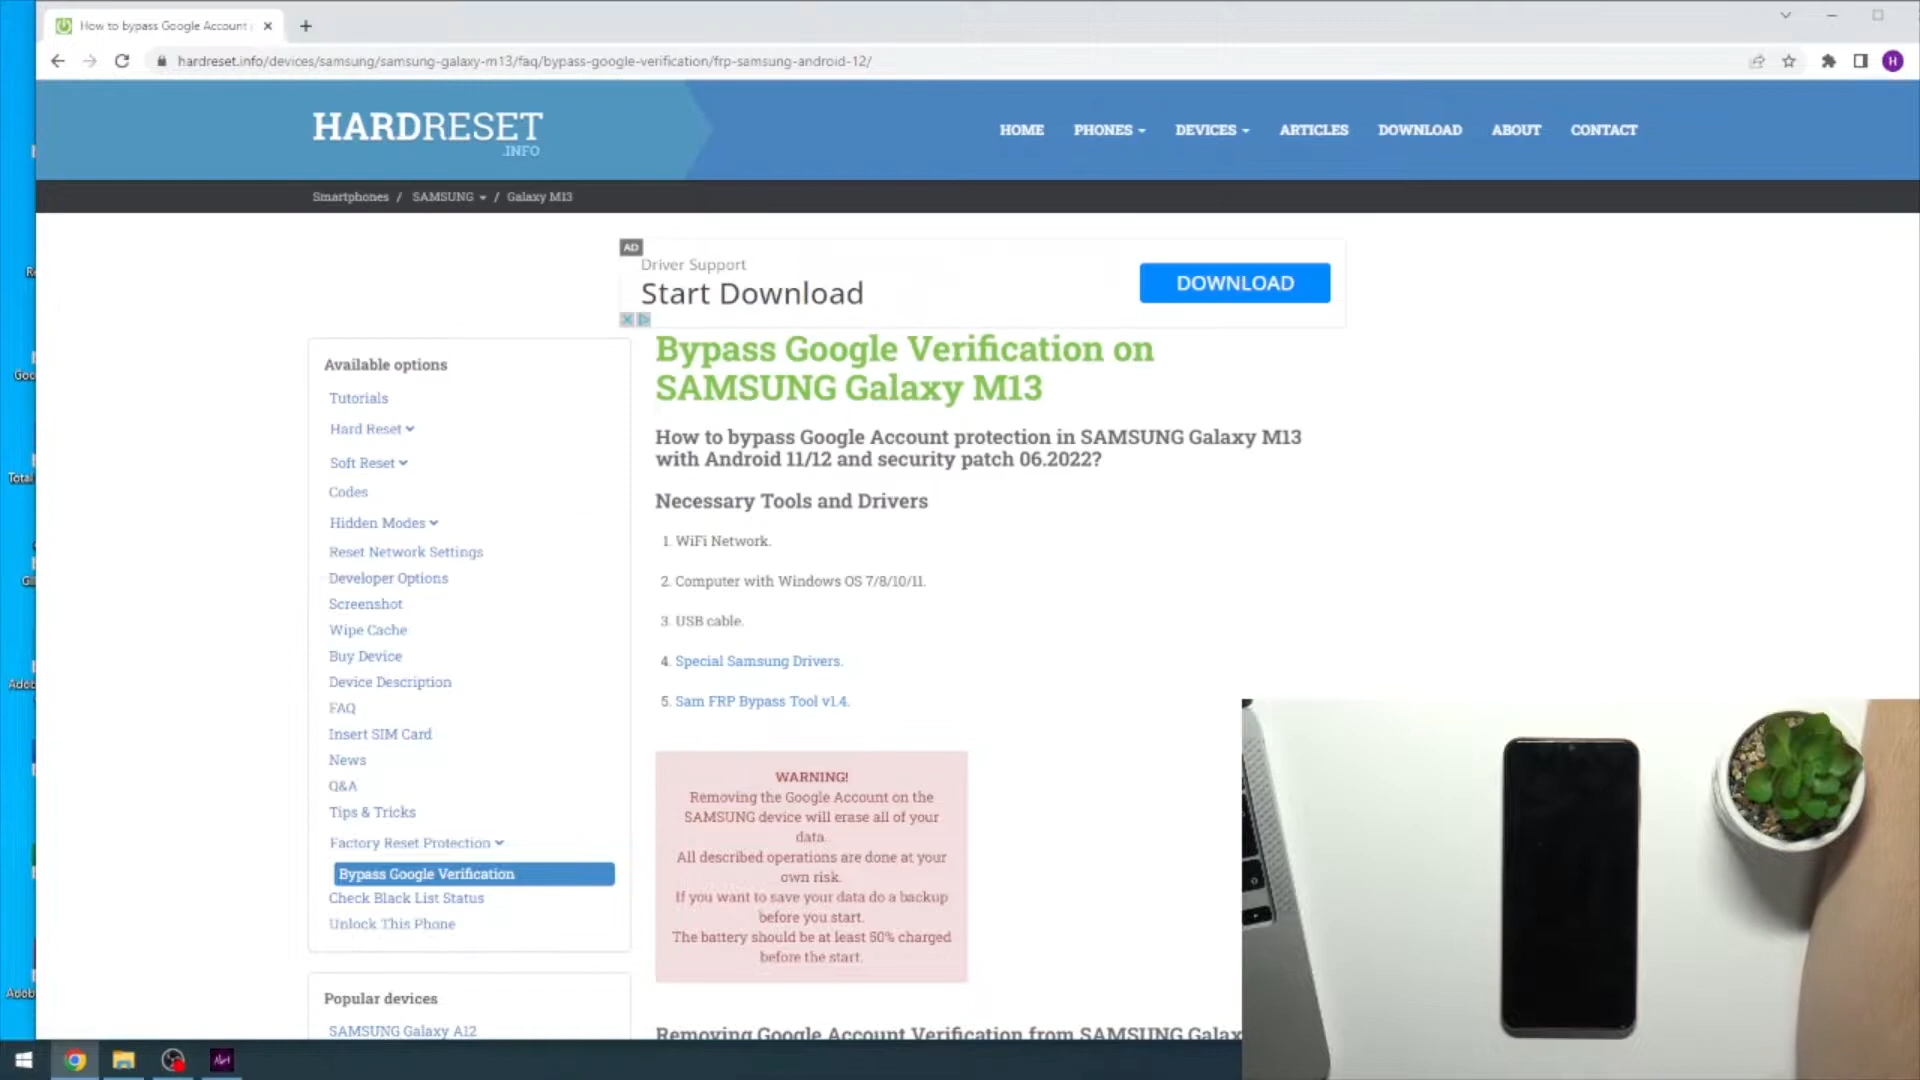 How to bypass Google Account
hardreset.info/devices/samsung/samsung-galaxy-m13/faq/bypass-google-verification/frp-samsung-android-12/
H
HARDRESET
.INFO
HOME
PHONES
DEVICES
ARTICLES
DOWNLOAD
ABOUT
CONTACT
Smartphones / SAMSUNG / Galaxy M13
AD
Driver Support
Start Download
DOWNLOAD
Available options
Tutorials
Hard Reset
Soft Reset
Codes
Hidden Modes
Reset Network Settings
Developer Options
Screenshot
Wipe Cache
Buy Device
Device Description
FAQ
Insert SIM Card
News
Q&A
Tips & Tricks
Factory Reset Protection
Bypass Google Verification
Check Black List Status
Unlock This Phone
Popular devices
SAMSUNG Galaxy A12
Bypass Google Verification on
SAMSUNG Galaxy M13
How to bypass Google Account protection in SAMSUNG Galaxy M13
with Android 11/12 and security patch 06.2022?
Necessary Tools and Drivers
1. WiFi Network.
2. Computer with Windows OS 7/8/10/11.
3. USB cable.
4. Special Samsung Drivers.
5. Sam FRP Bypass Tool v1.4.
WARNING!
Removing the Google Account on the
SAMSUNG device will erase all of your
data.
All described operations are done at your
own risk.
If you want to save your data do a backup
before you start.
The battery should be at least 50% charged
before the start.
Removing Google Account Verification from SAMSUNG Galax